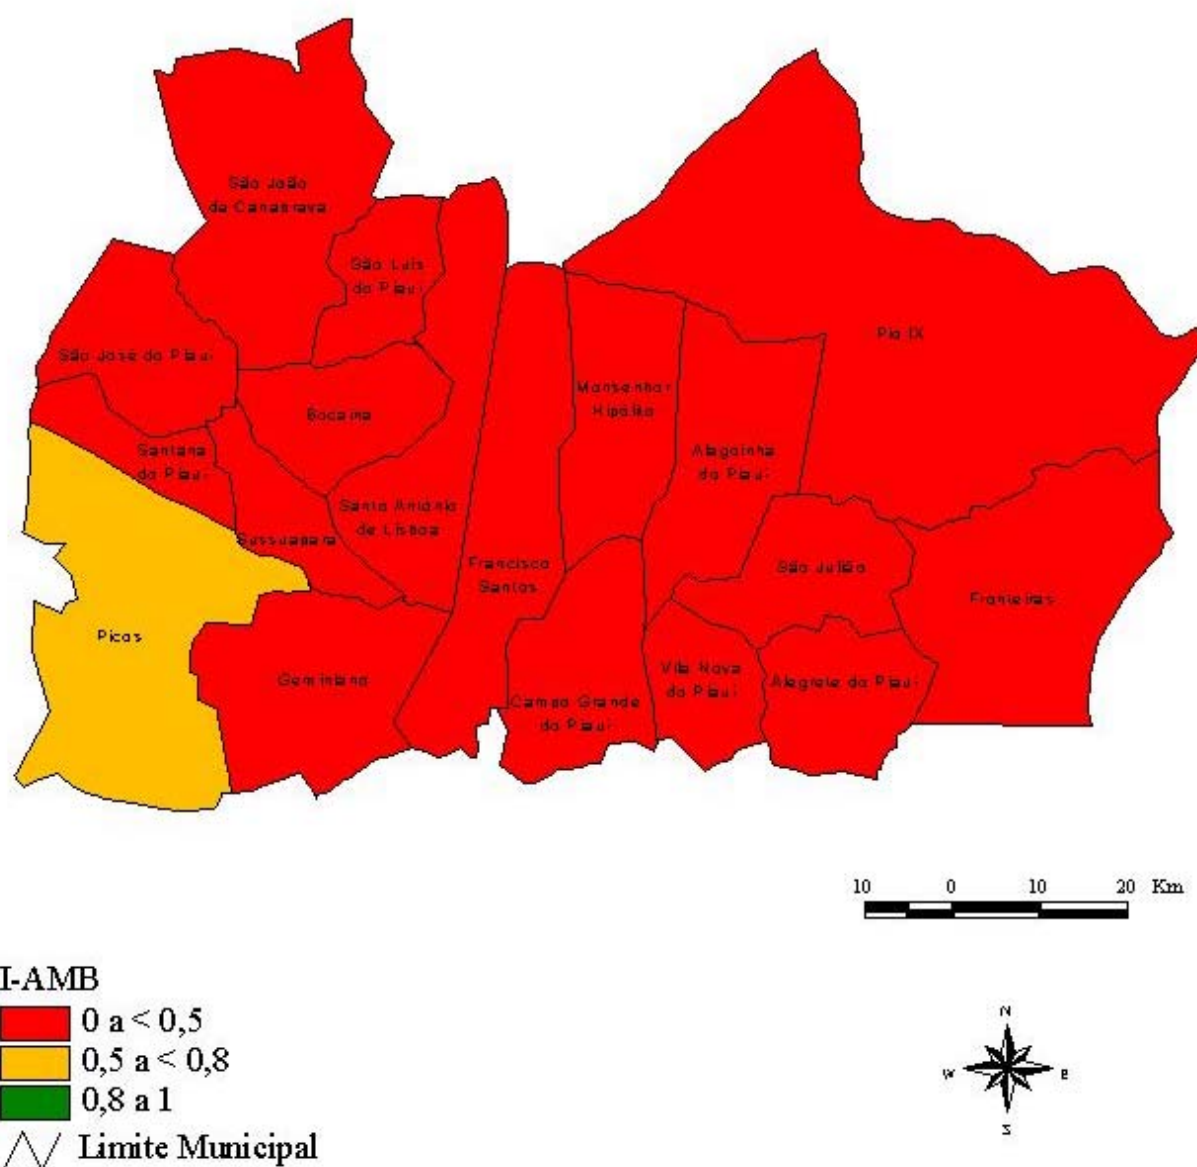 São João
da Canabrava
São Luis
do Piauí
Pio IX
São José do Piauí
Monsenhor
Hipólito
Bocaina
Santana
do Piauí
Alagoinha
do Piauí
Santo Antônio
de Lisboa
Sussuapara
Francisco
Santos
São Julião
Fronteiras
Picos
Geminiano
Vila Nova
do Piauí
Alegrete do Piauí
Campo Grande
do Piauí
10 0 10 20 Km
I-AMB
0 a < 0,5
0,5 a < 0,8
0,8 a 1
Limite Municipal
N
W E
S